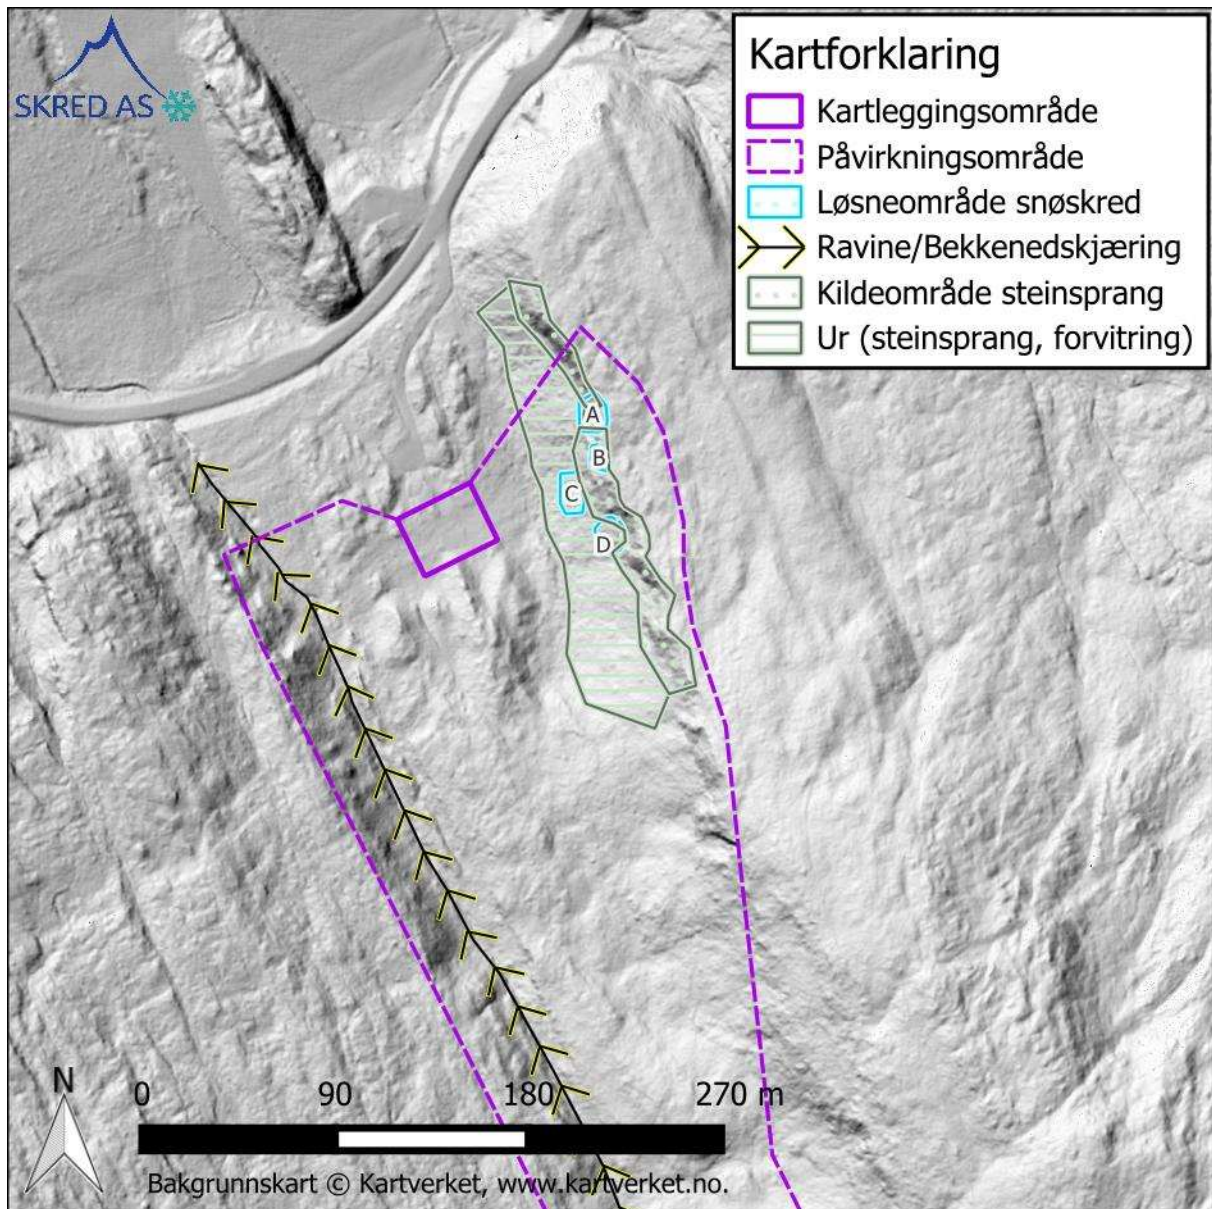 SKRED AS
Kartforklaring
Kartleggingsområde
Påvirkningsområde
Løsneområde snøskred
Ravine/Bekkenedskjæring
Kildeområde steinsprang
Ur (steinsprang, forvitring)
A
B
C
D
N
0 90 180 270 m
Bakgrunnskart © Kartverket, www.kartverket.no.